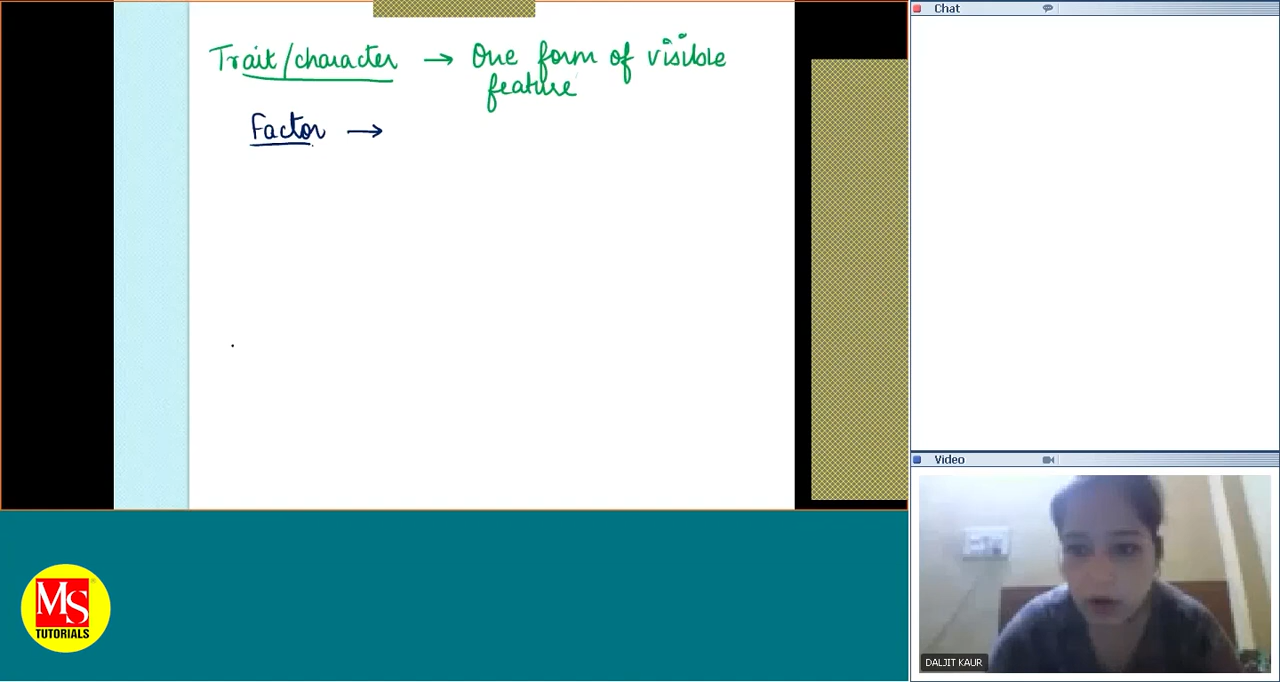 Trait/character → One form of visible
feature
Factor →
Chat
Video
DALJIT KAUR
MS
TUTORIALS